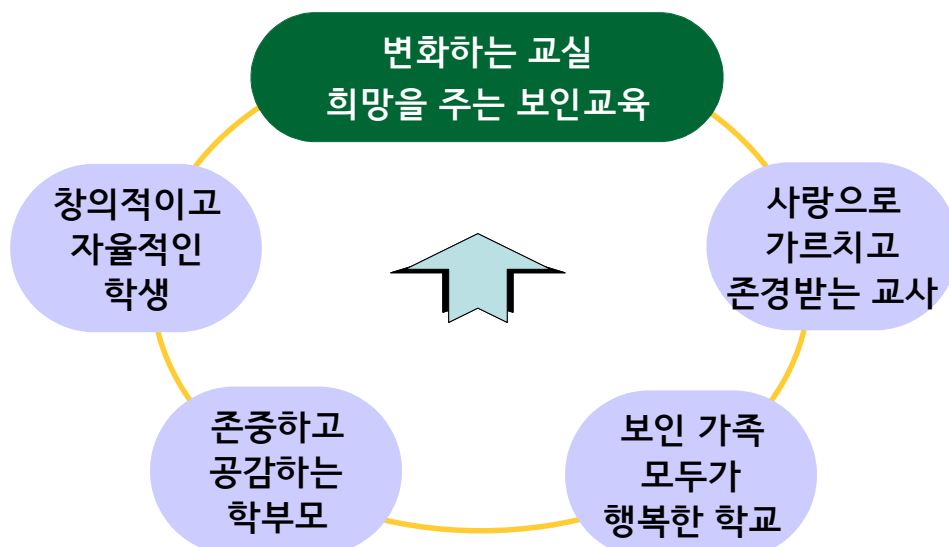 변화하는 교실
희망을 주는 보인교육
창의적이고
자율적인
학생
사랑으로
가르치고
존경받는 교사
존중하고
공감하는
학부모
보인 가족
모두가
행복한 학교